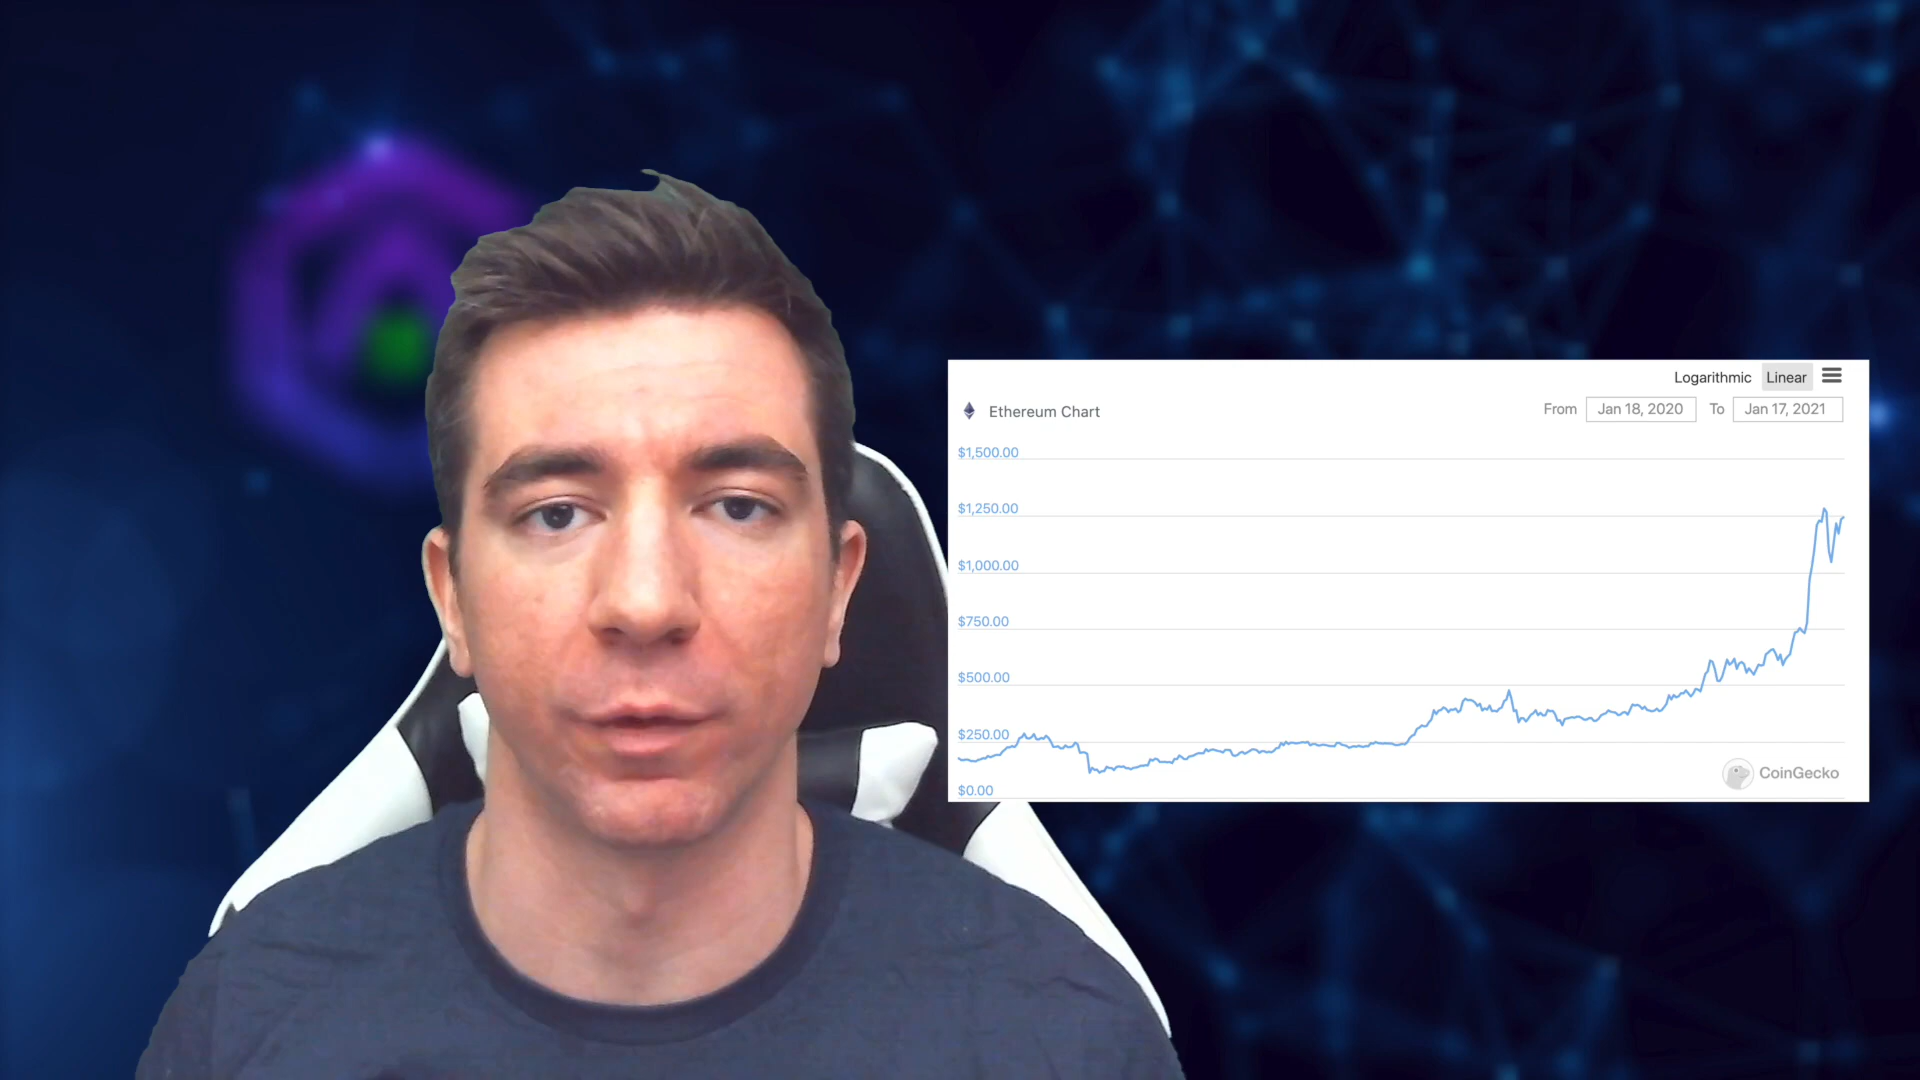 Logarithmic Linear
Ethereum Chart
From Jan 18, 2020 To Jan 17, 2021
$1,500.00
$1,250.00
$1,000.00
$750.00
$500.00
$250.00
CoinGecko
$0.00